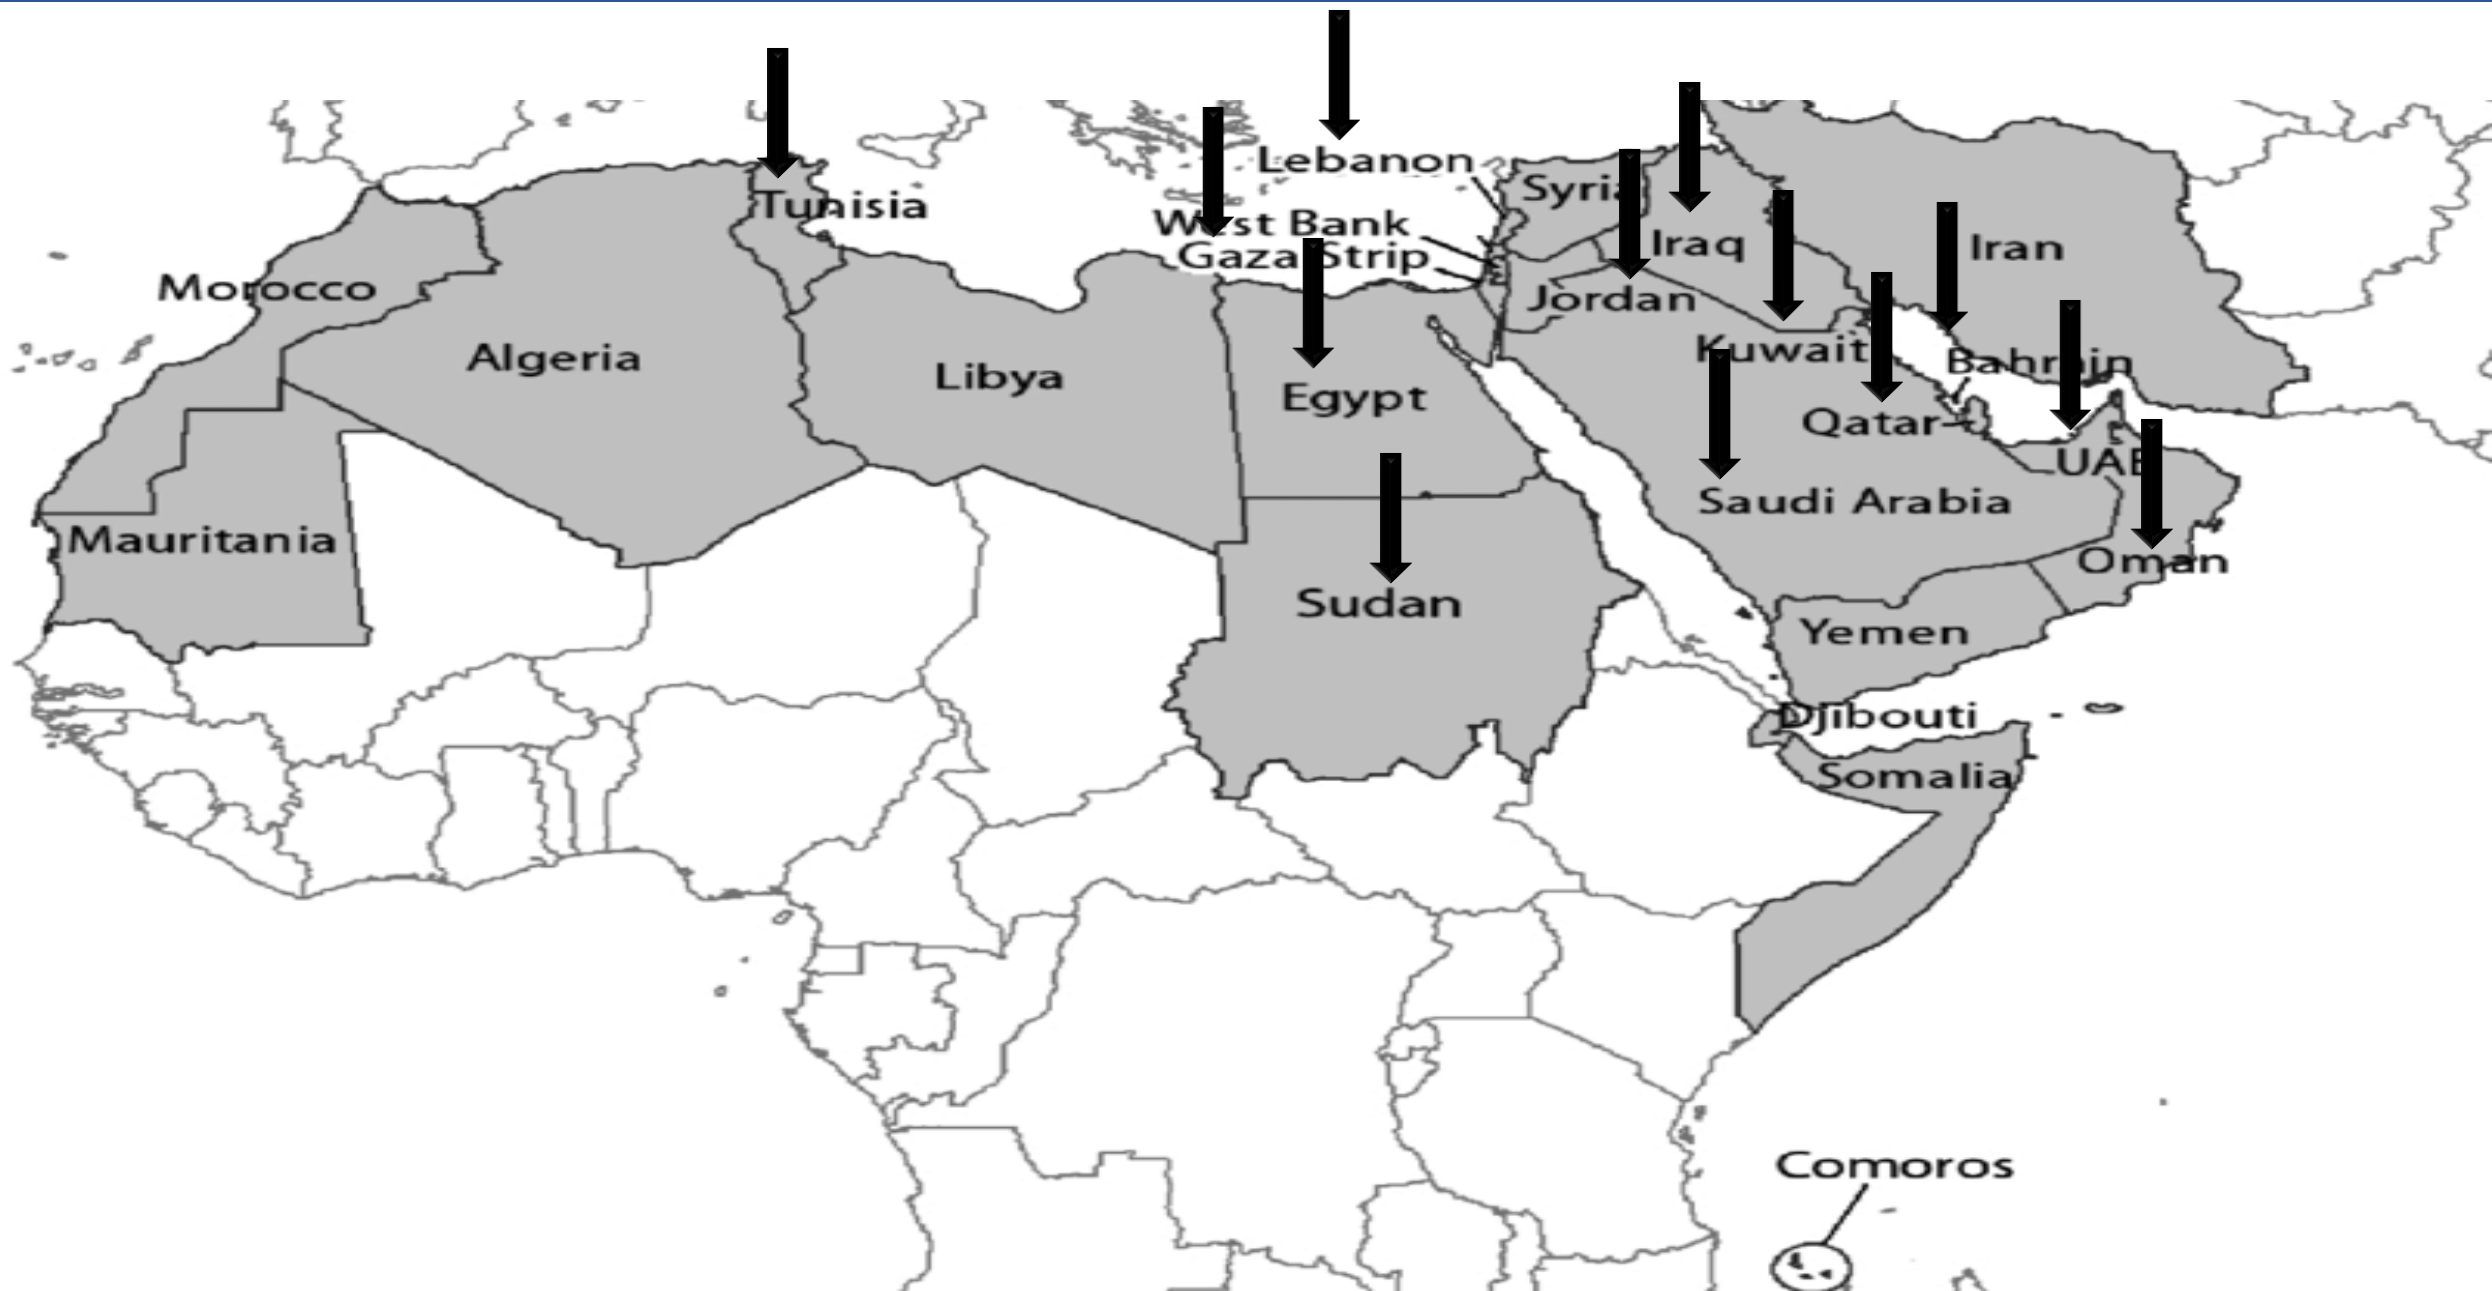 Lebanon
Syria
Tunisia
West Bank
Gaza Strip
Iraq
Iran
Morocco
Jordan
Algeria
Libya
Egypt
Kuwait
Bahrain
Qatar
UAE
Saudi Arabia
Mauritania
Oman
Sudan
Yemen
Djibouti
Somalia
Comoros